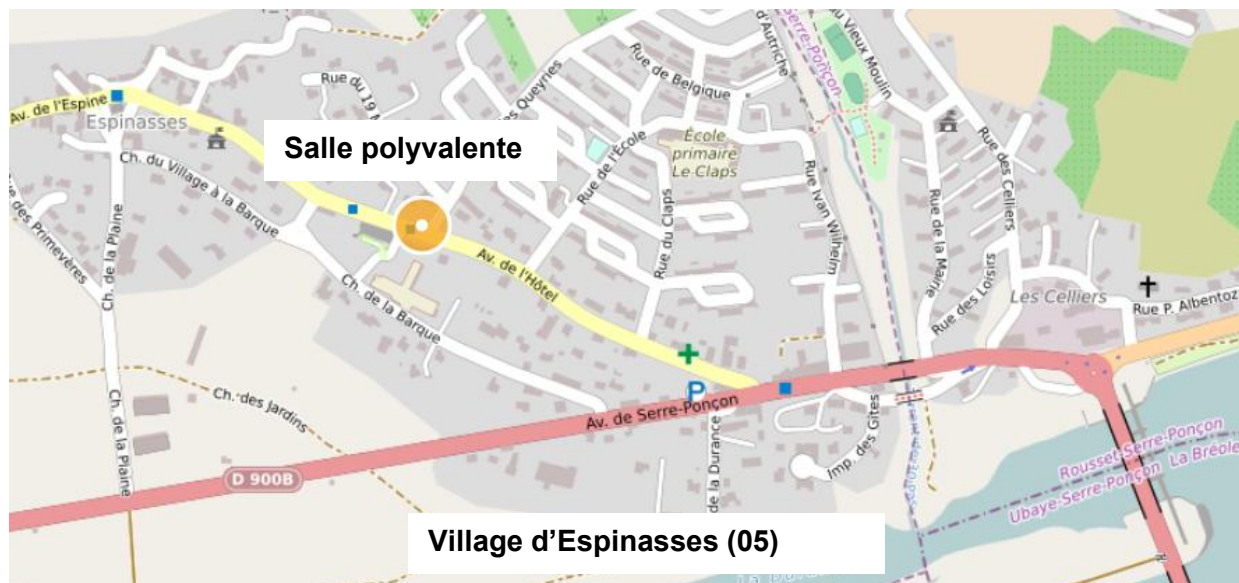 Av. de l'Espine
Espinasses
Ch. du Village à la Barque
Rue du 19 M
Salle polyvalente
es Queyries
Rue de Belgique
d'Autriche
Serre-Ponçon
u Vieux Moulin
École
primaire
Le Claps
Rue de l'École
Rue du Claps
Rue Ivan Wilhelm
Rue des Celliers
Rue de la Mairie
Rue des Loisirs
Les Celliers
Rue P. Albentoz
ue des Primevères
Ch. de la Plaine
Ch. de la Barque
Av. de l'Hôtel
P
Av. de Serre-Ponçon
Ch. des Jardins
Ch. de la Plaine
D 900B
de la Durance
Imp. des Gîtes
Rousset Serre-Ponçon
Ubaye-Serre-Ponçon La Bréole
Village d'Espinasses (05)